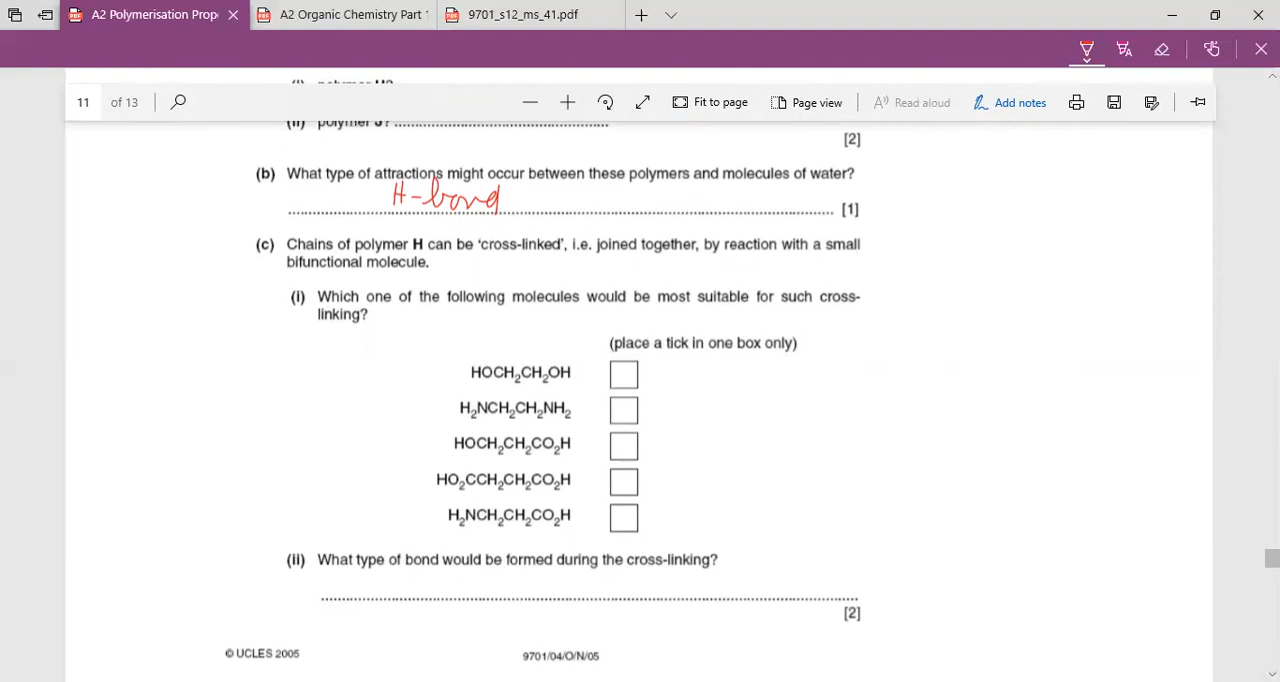 A2 Polymerisation Prop
A2 Organic Chemistry Part 1
9701_s12_ms_41.pdf
11 of 13
Fit to page
Page view
Read aloud
Add notes
(i) polymer H?
(ii) polymer J? ..........................................................
[2]
(b) What type of attractions might occur between these polymers and molecules of water?
H-bond
.......................................................................................................................... [1]
(c) Chains of polymer H can be 'cross-linked', i.e. joined together, by reaction with a small
bifunctional molecule.
(i) Which one of the following molecules would be most suitable for such cross-
linking?
(place a tick in one box only)
HOCH₂CH₂OH
H₂NCH₂CH₂NH₂
HOCH₂CH₂CO₂H
HO₂CCH₂CH₂CO₂H
H₂NCH₂CH₂CO₂H
(ii) What type of bond would be formed during the cross-linking?
..........................................................................................................................
[2]
© UCLES 2005
9701/04/O/N/05